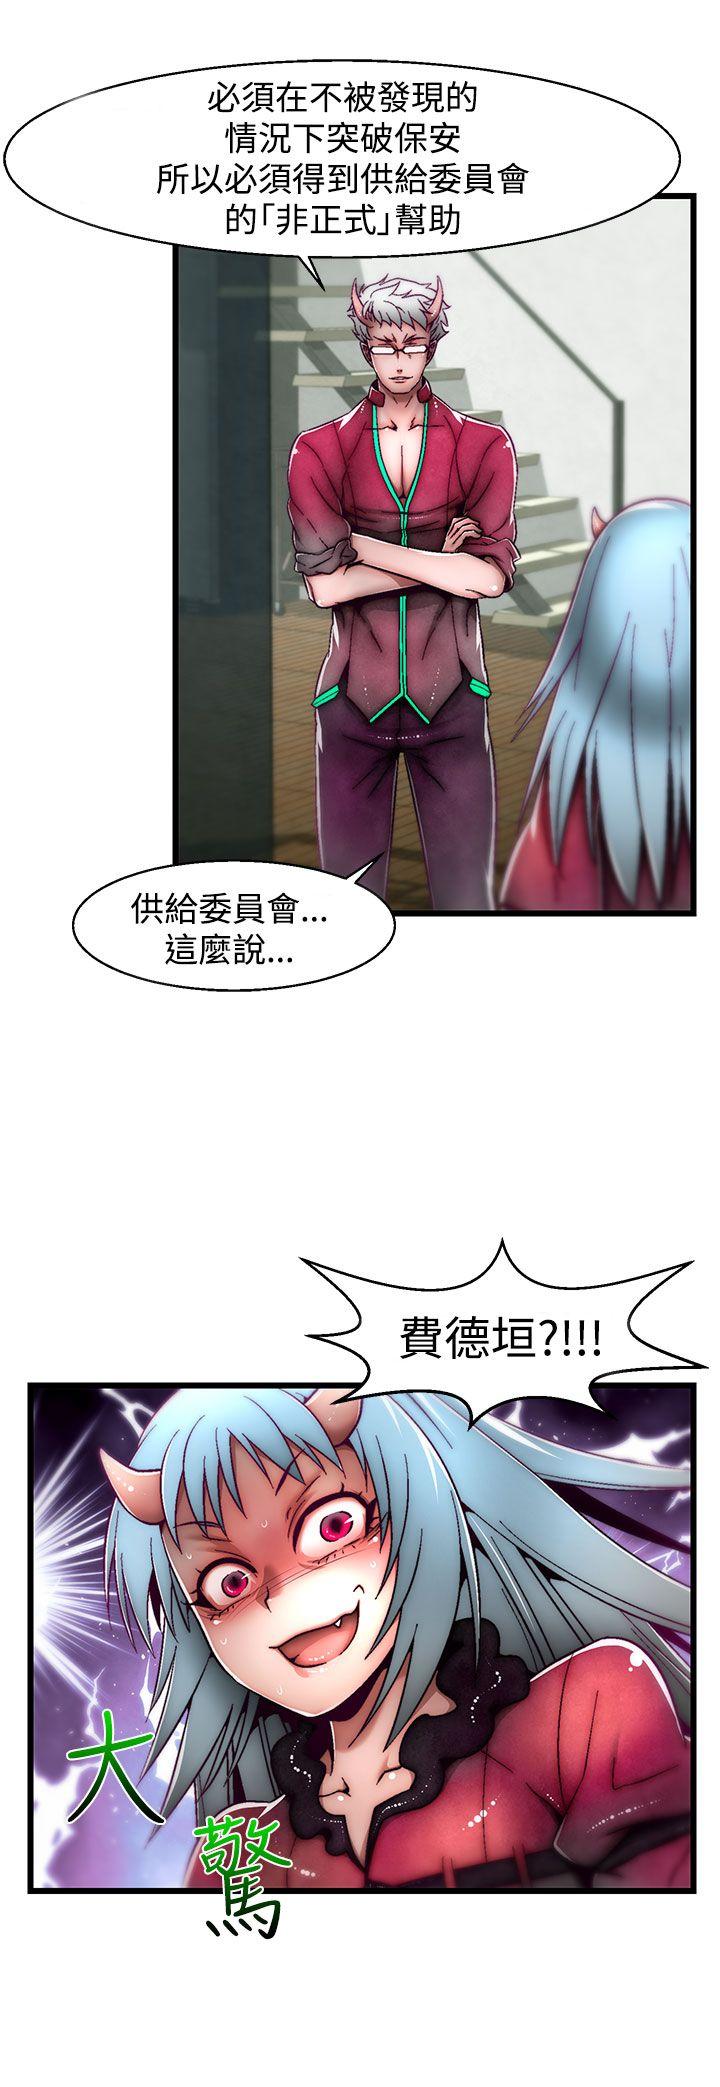 必須在不被發現的
情況下突破保安
所以必須得到供給委員會
的「非正式」幫助
供給委員會...
這麼說...
費德垣?!!!
大
驚